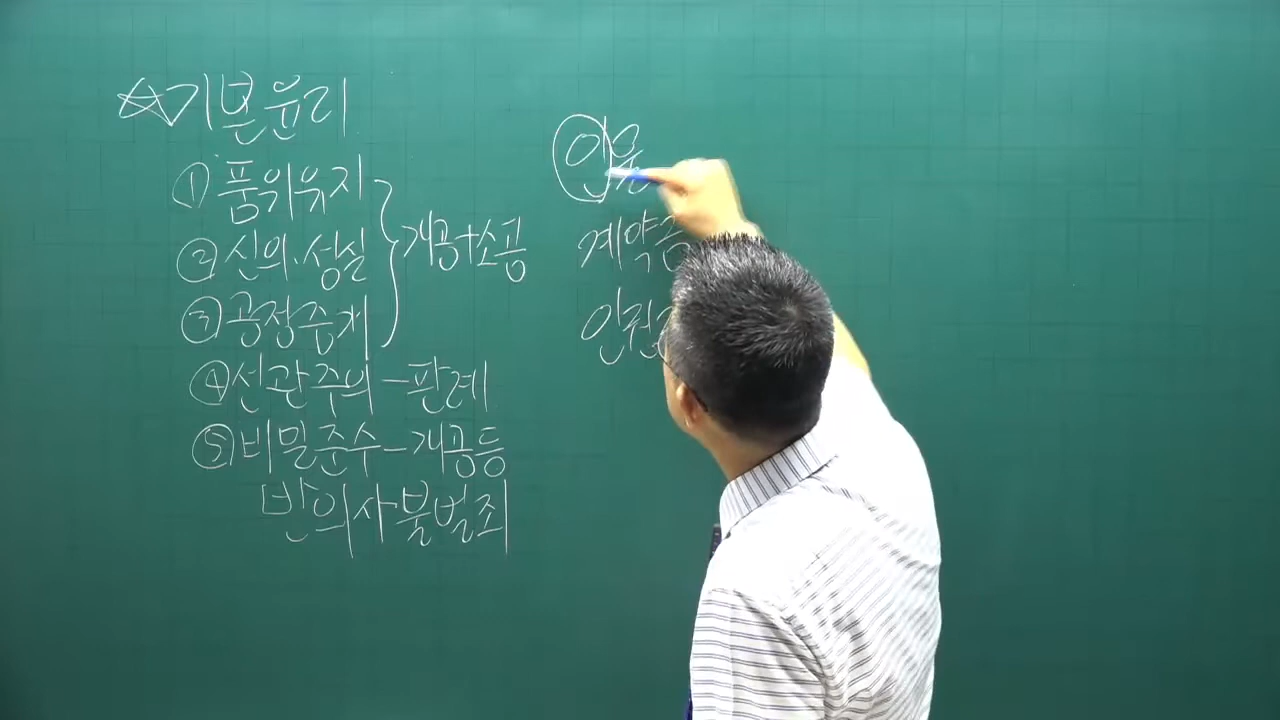 ☆기본윤리
① 품위유지
② 신의·성실
③ 공정중개
개공+소공
④ 선관주의 - 판례
⑤ 비밀준수 - 개공등
반의사불벌죄
계약
인권